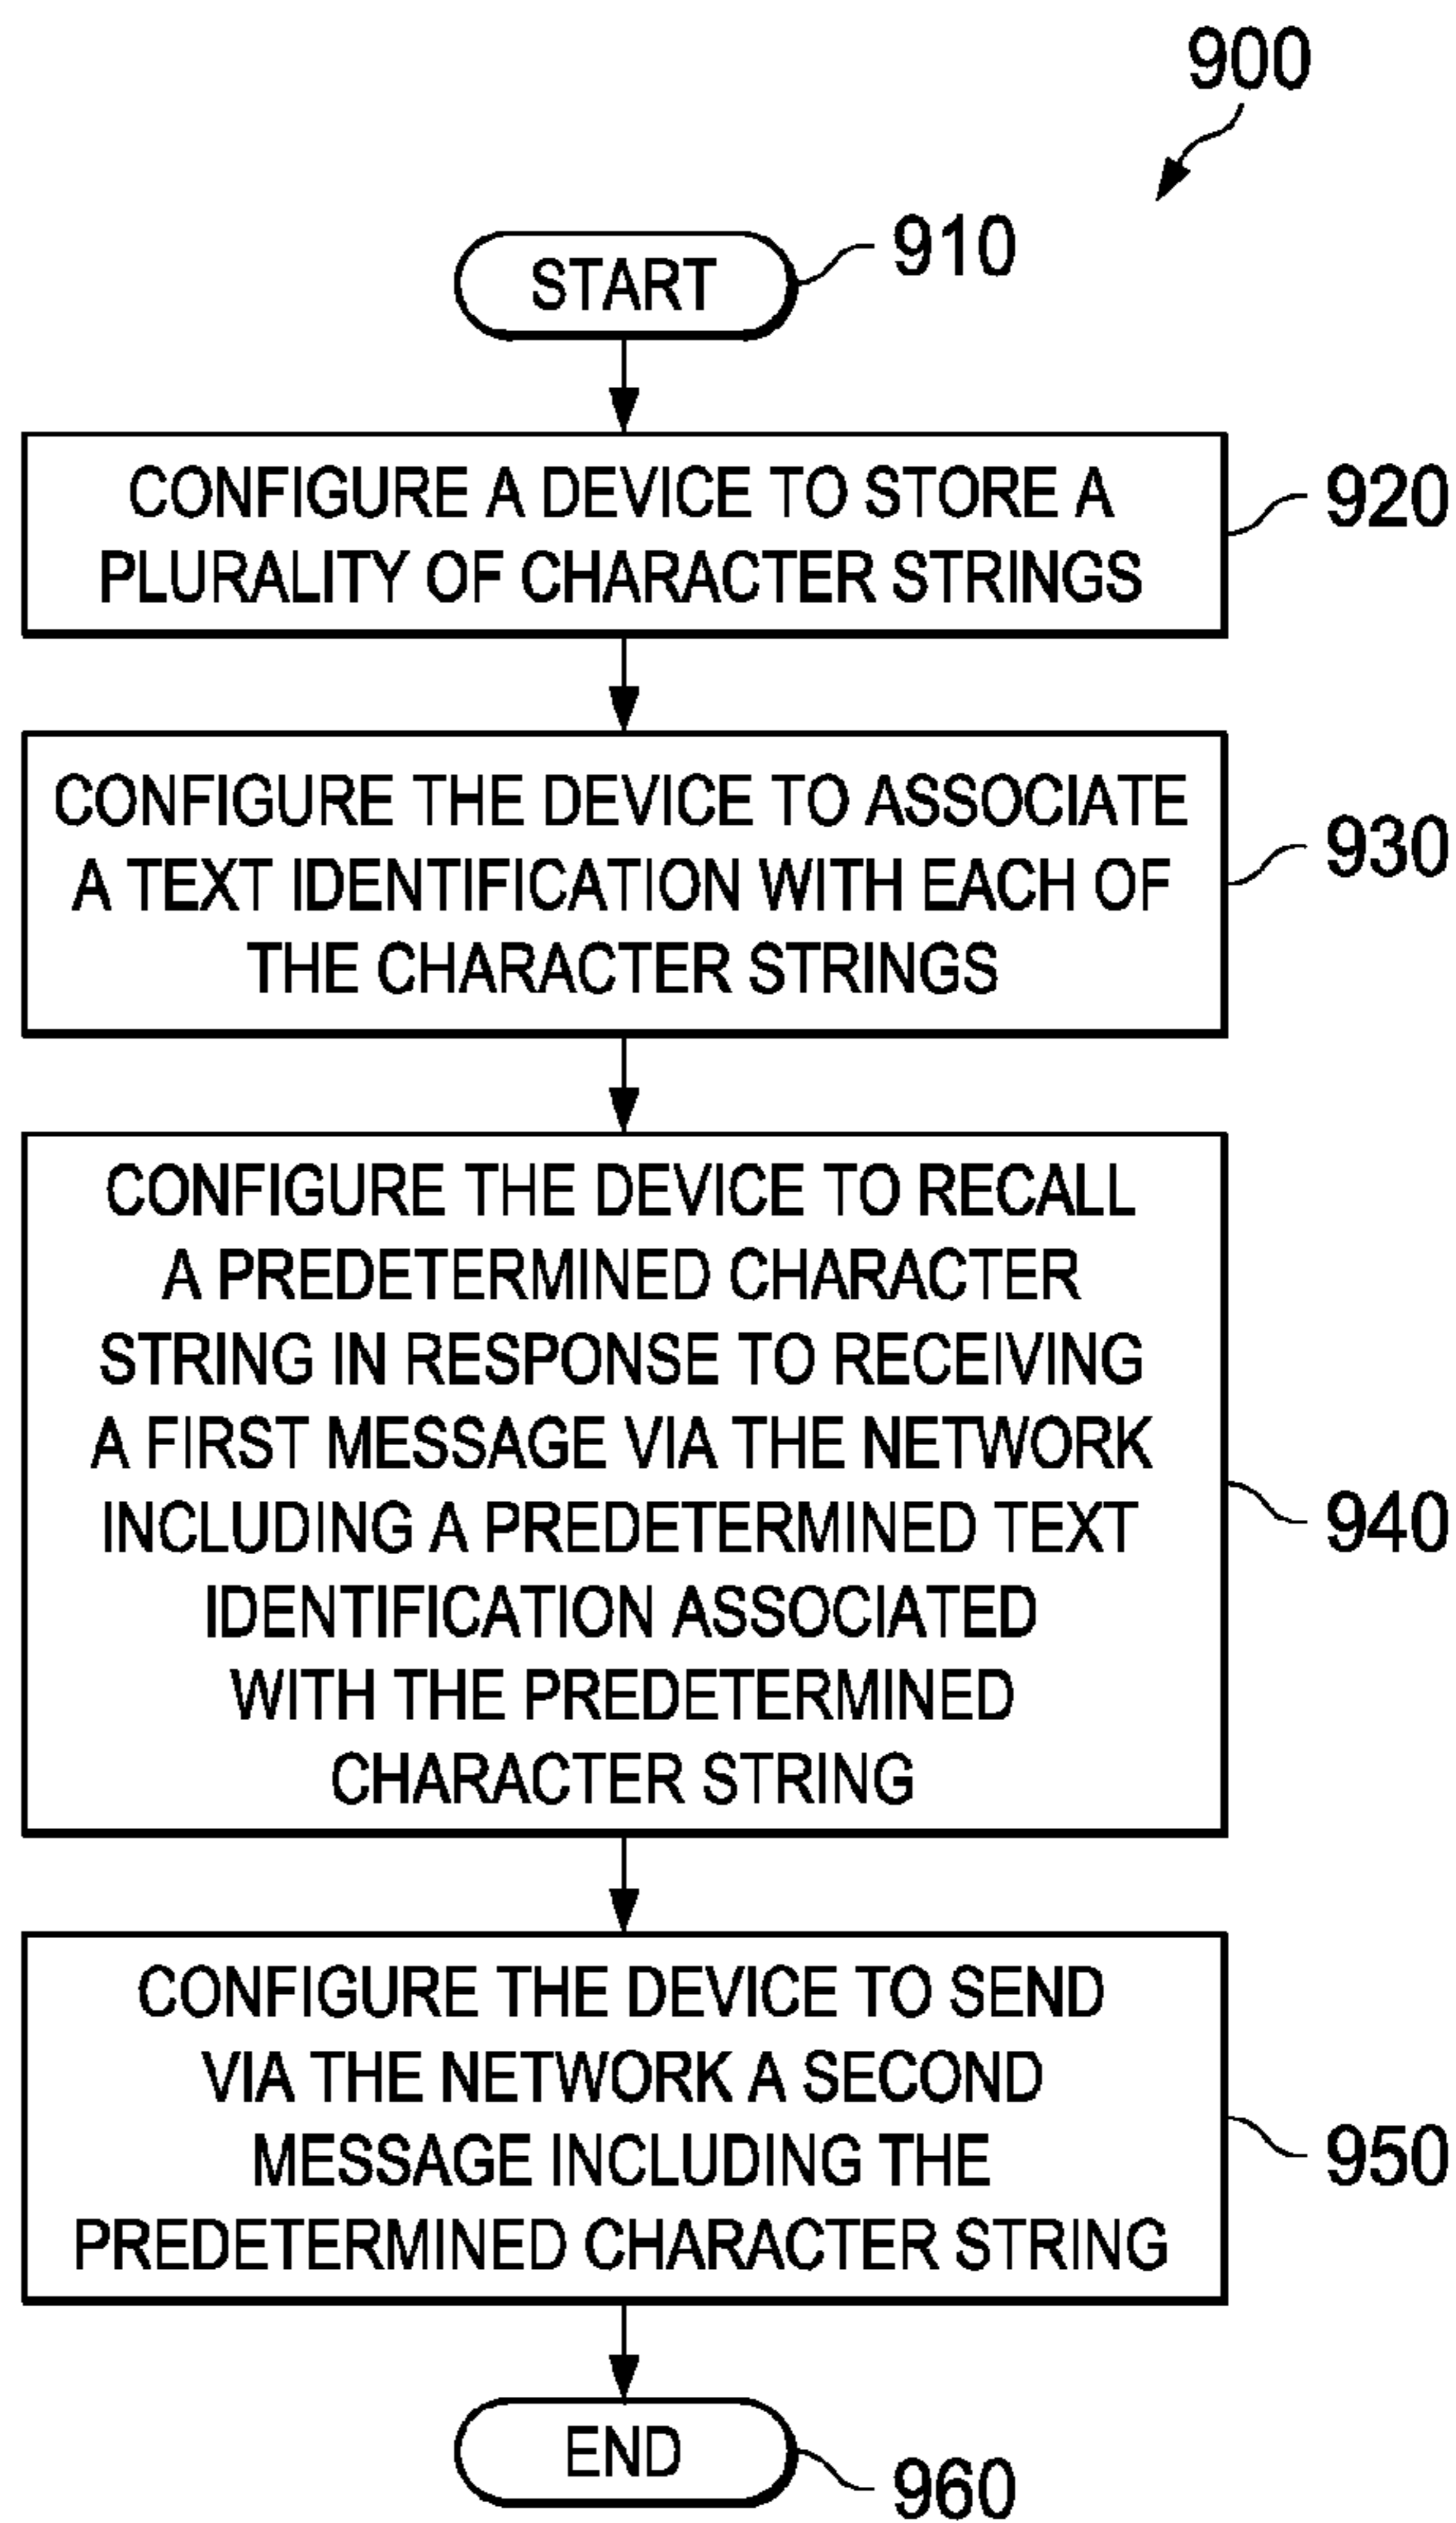 900
START
910
CONFIGURE A DEVICE TO STORE A
PLURALITY OF CHARACTER STRINGS
920
CONFIGURE THE DEVICE TO ASSOCIATE
A TEXT IDENTIFICATION WITH EACH OF
THE CHARACTER STRINGS
930
CONFIGURE THE DEVICE TO RECALL
A PREDETERMINED CHARACTER
STRING IN RESPONSE TO RECEIVING
A FIRST MESSAGE VIA THE NETWORK
INCLUDING A PREDETERMINED TEXT
IDENTIFICATION ASSOCIATED
WITH THE PREDETERMINED
CHARACTER STRING
940
CONFIGURE THE DEVICE TO SEND
VIA THE NETWORK A SECOND
MESSAGE INCLUDING THE
PREDETERMINED CHARACTER STRING
950
END
960